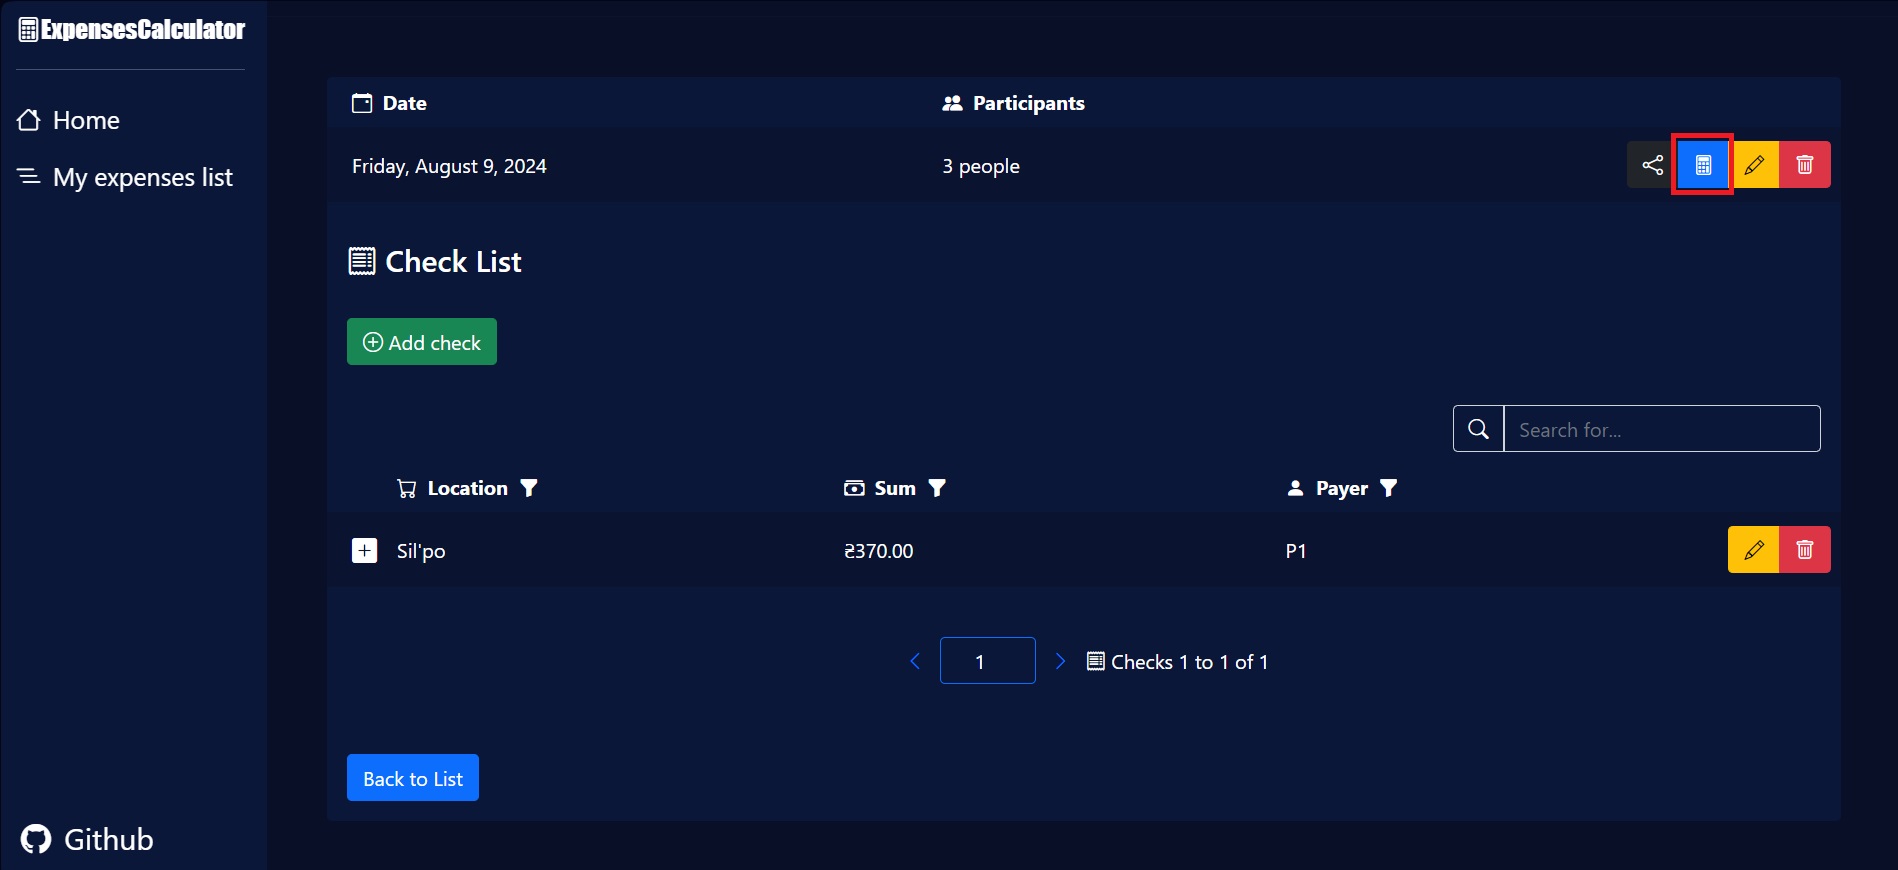 ExpensesCalculator
Home
My expenses list
Date
Participants
Friday, August 9, 2024
3 people
Check List
Add check
Search for...
Location
Sum
Payer
Sil'po
₴370.00
P1
1
Checks 1 to 1 of 1
Back to List
Github